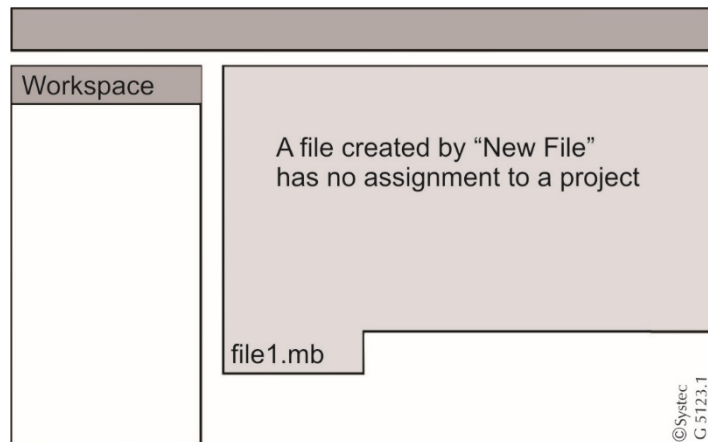 Workspace
A file created by “New File”
has no assignment to a project
file1.mb
©Systec
G 5123.1